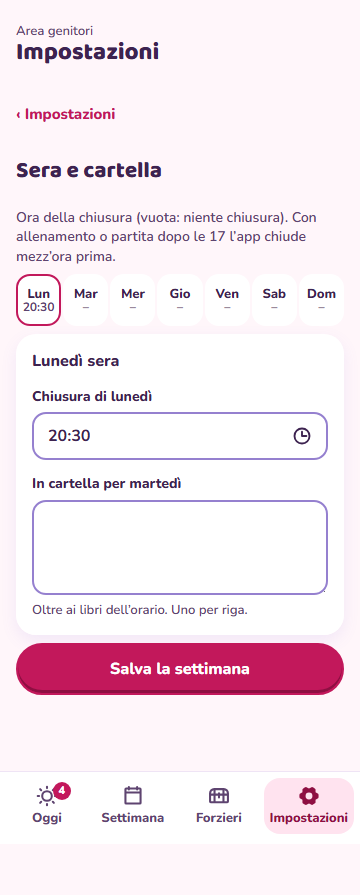 Area genitori
Impostazioni
‹ Impostazioni
Sera e cartella
Ora della chiusura (vuota: niente chiusura). Con
allenamento o partita dopo le 17 l’app chiude
mezz’ora prima.
Lun Mar Mer Gio Ven Sab Dom
20:30 – – – – – –
Lunedì sera
Chiusura di lunedì
20:30
In cartella per martedì
Oltre ai libri dell’orario. Uno per riga.
Salva la settimana
4
Oggi Settimana Forzieri Impostazioni